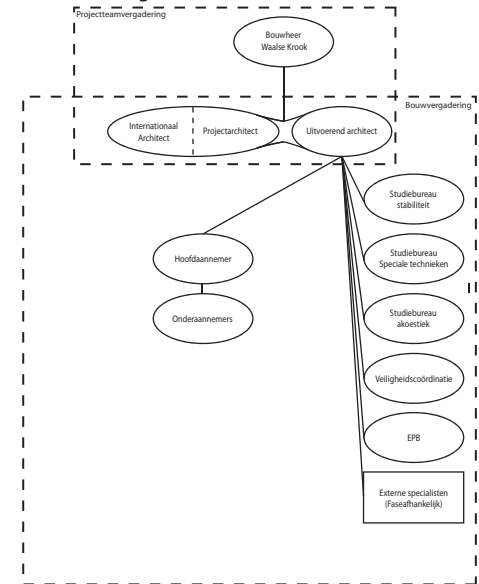 Projectteamvergadering
Bouwheer
Waalse Krook
Bouwvergadering
Internationaal
Architect
Projectarchitect
Uitvoerend architect
Studiebureau
stabiliteit
Hoofdaannemer
Studiebureau
Speciale technieken
Onderaannemers
Studiebureau
akoestiek
Veiligheidscoördinatie
EPB
Externe specialisten
(Faseafhankelijk)